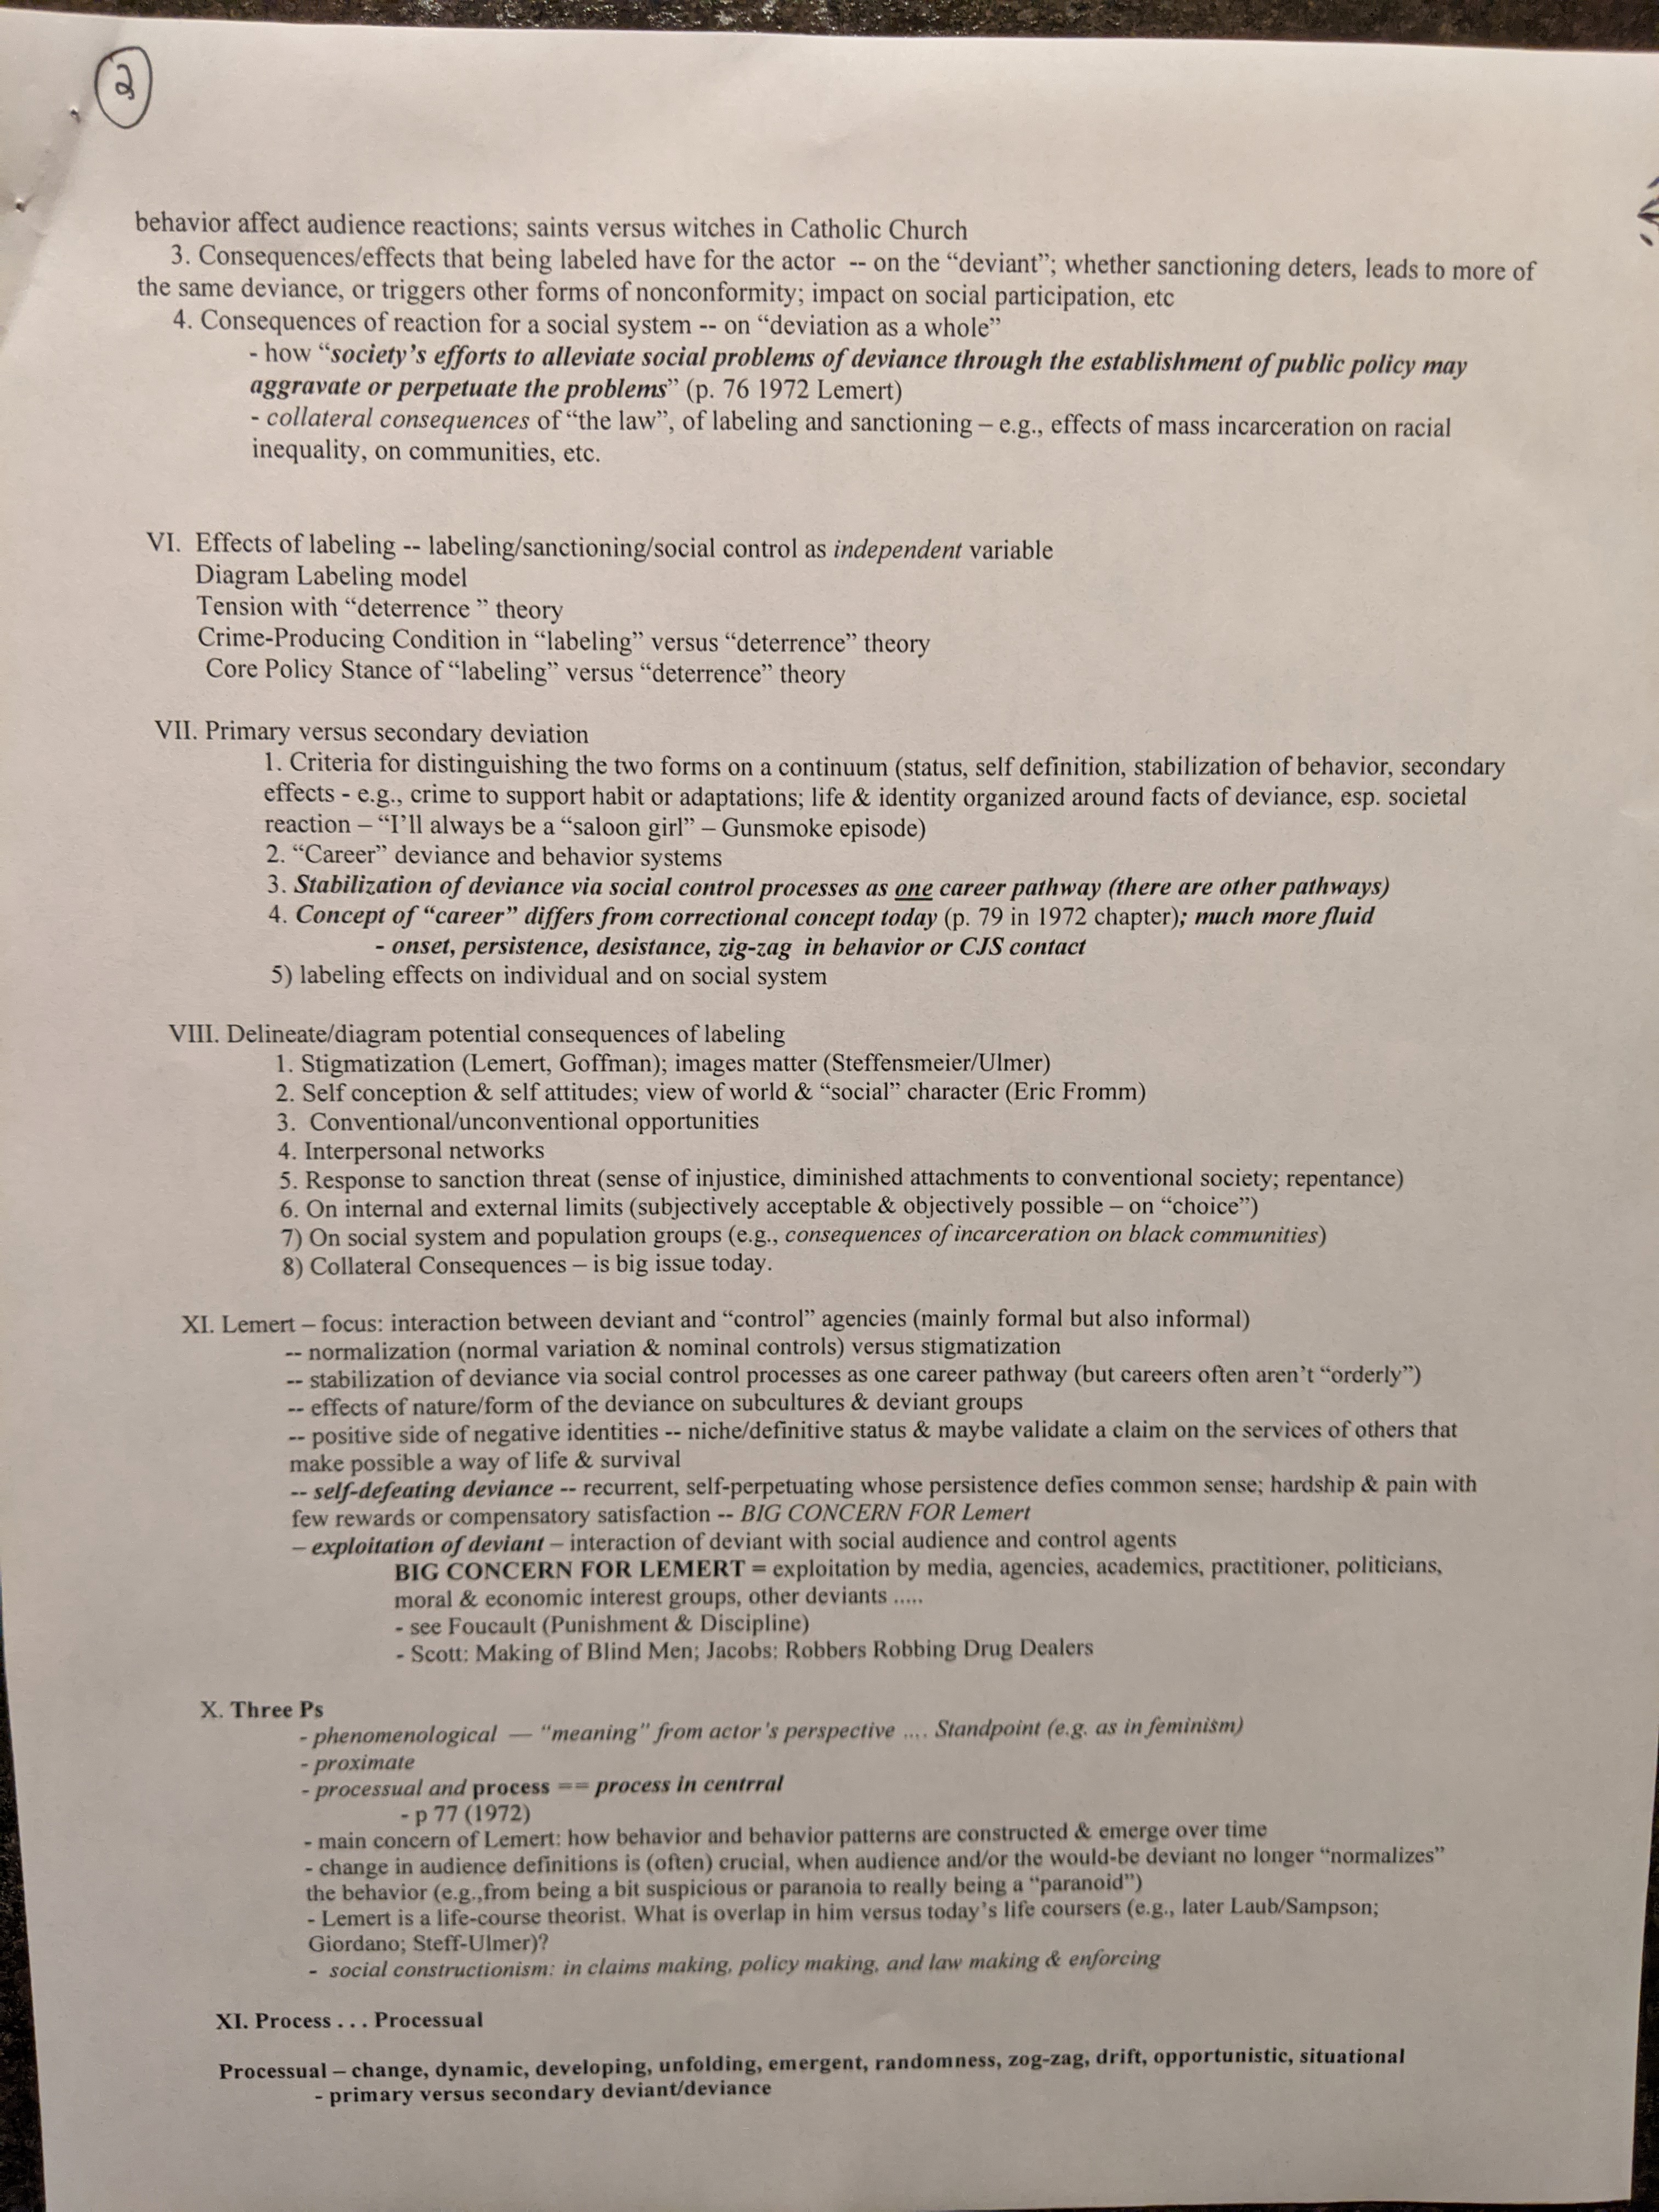 2
behavior affect audience reactions; saints versus witches in Catholic Church
3. Consequences/effects that being labeled have for the actor -- on the “deviant”; whether sanctioning deters, leads to more of
the same deviance, or triggers other forms of nonconformity; impact on social participation, etc
4. Consequences of reaction for a social system -- on “deviation as a whole”
- how “society’s efforts to alleviate social problems of deviance through the establishment of public policy may
aggravate or perpetuate the problems” (p. 76 1972 Lemert)
- collateral consequences of “the law”, of labeling and sanctioning – e.g., effects of mass incarceration on racial
inequality, on communities, etc.
VI. Effects of labeling -- labeling/sanctioning/social control as independent variable
Diagram Labeling model
Tension with “deterrence ” theory
Crime-Producing Condition in “labeling” versus “deterrence” theory
Core Policy Stance of “labeling” versus “deterrence” theory
VII. Primary versus secondary deviation
1. Criteria for distinguishing the two forms on a continuum (status, self definition, stabilization of behavior, secondary
effects - e.g., crime to support habit or adaptations; life & identity organized around facts of deviance, esp. societal
reaction – “I’ll always be a “saloon girl” – Gunsmoke episode)
2. “Career” deviance and behavior systems
3. Stabilization of deviance via social control processes as one career pathway (there are other pathways)
4. Concept of “career” differs from correctional concept today (p. 79 in 1972 chapter); much more fluid
- onset, persistence, desistance, zig-zag in behavior or CJS contact
5) labeling effects on individual and on social system
VIII. Delineate/diagram potential consequences of labeling
1. Stigmatization (Lemert, Goffman); images matter (Steffensmeier/Ulmer)
2. Self conception & self attitudes; view of world & “social” character (Eric Fromm)
3. Conventional/unconventional opportunities
4. Interpersonal networks
5. Response to sanction threat (sense of injustice, diminished attachments to conventional society; repentance)
6. On internal and external limits (subjectively acceptable & objectively possible – on “choice”)
7) On social system and population groups (e.g., consequences of incarceration on black communities)
8) Collateral Consequences – is big issue today.
XI. Lemert – focus: interaction between deviant and “control” agencies (mainly formal but also informal)
-- normalization (normal variation & nominal controls) versus stigmatization
-- stabilization of deviance via social control processes as one career pathway (but careers often aren’t “orderly”)
-- effects of nature/form of the deviance on subcultures & deviant groups
-- positive side of negative identities -- niche/definitive status & maybe validate a claim on the services of others that
make possible a way of life & survival
-- self-defeating deviance -- recurrent, self-perpetuating whose persistence defies common sense; hardship & pain with
few rewards or compensatory satisfaction -- BIG CONCERN FOR Lemert
– exploitation of deviant – interaction of deviant with social audience and control agents
BIG CONCERN FOR LEMERT = exploitation by media, agencies, academics, practitioner, politicians,
moral & economic interest groups, other deviants .....
- see Foucault (Punishment & Discipline)
- Scott: Making of Blind Men; Jacobs: Robbers Robbing Drug Dealers
X. Three Ps
- phenomenological — “meaning” from actor’s perspective .... Standpoint (e.g. as in feminism)
- proximate
- processual and process == process in centrral
- p 77 (1972)
- main concern of Lemert: how behavior and behavior patterns are constructed & emerge over time
- change in audience definitions is (often) crucial, when audience and/or the would-be deviant no longer “normalizes”
the behavior (e.g.,from being a bit suspicious or paranoia to really being a “paranoid”)
- Lemert is a life-course theorist. What is overlap in him versus today’s life coursers (e.g., later Laub/Sampson;
Giordano; Steff-Ulmer)?
- social constructionism: in claims making, policy making, and law making & enforcing
XI. Process . . . Processual
Processual – change, dynamic, developing, unfolding, emergent, randomness, zog-zag, drift, opportunistic, situational
- primary versus secondary deviant/deviance